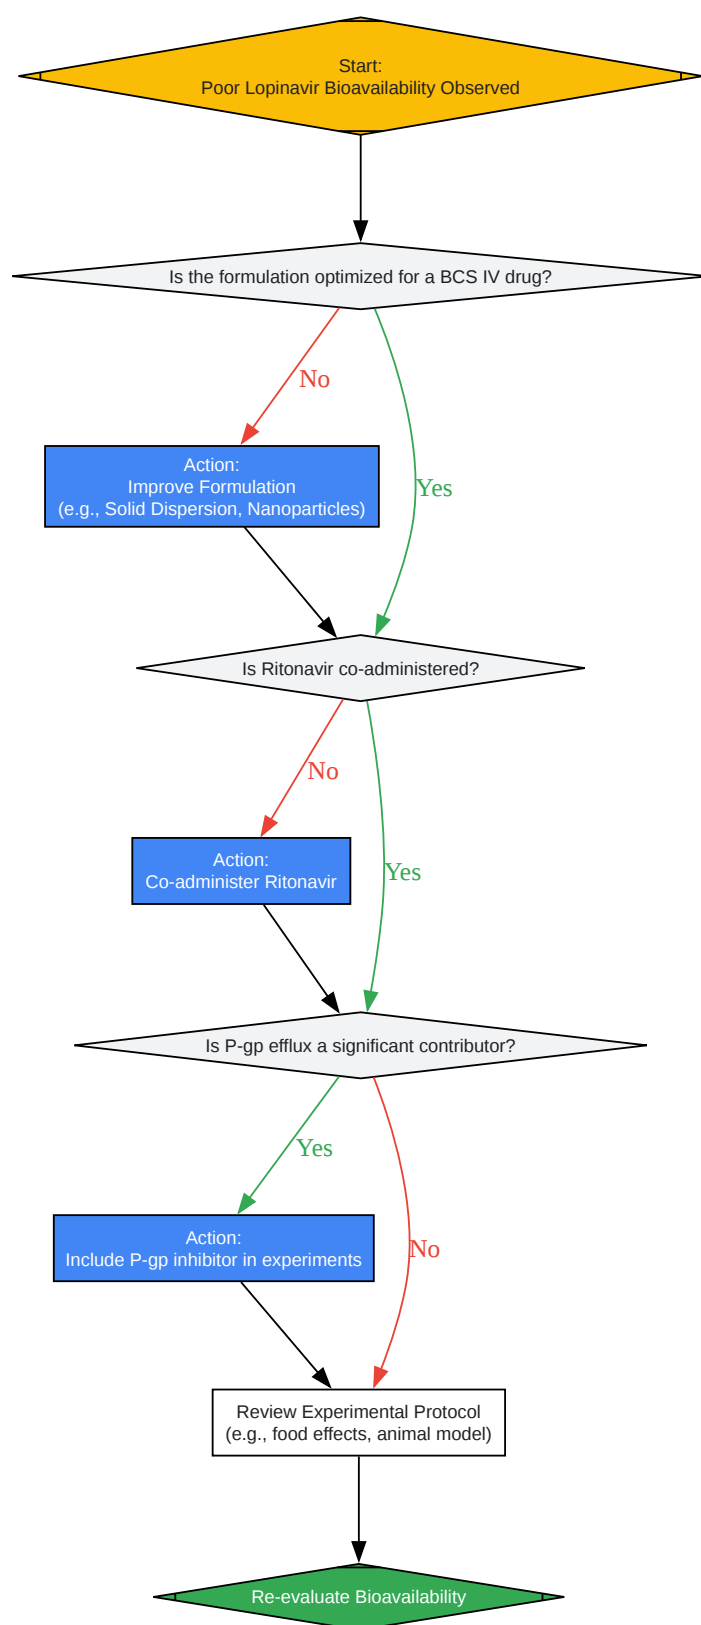 Start:
Poor Lopinavir Bioavailability Observed
Is the formulation optimized for a BCS IV drug?
No
Action:
Improve Formulation
(e.g., Solid Dispersion, Nanoparticles)
Yes
Is Ritonavir co-administered?
No
Action:
Co-administer Ritonavir
Yes
Is P-gp efflux a significant contributor?
Yes
Action:
Include P-gp inhibitor in experiments
No
Review Experimental Protocol
(e.g., food effects, animal model)
Re-evaluate Bioavailability